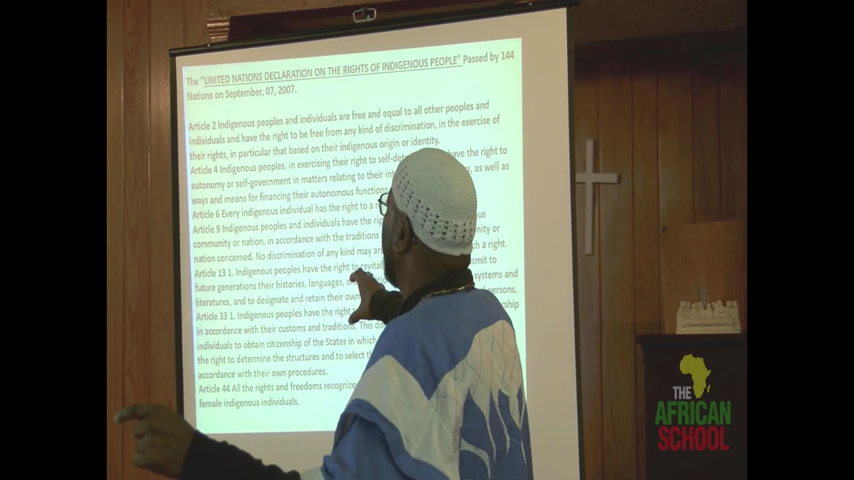 The "UNITED NATIONS DECLARATION ON THE RIGHTS OF INDIGENOUS PEOPLE" Passed by 144
Nations on September, 07, 2007.
Article 2 Indigenous peoples and individuals are free and equal to all other peoples and
individuals and have the right to be free from any kind of discrimination, in the exercise of
their rights, in particular that based on their indigenous origin or identity.
Article 4 Indigenous peoples, in exercising their right to have the right to
autonomy or self-government in matters relating to their as well as
ways and means for financing their autonomous functions
Article 6 Every indigenous individual has the right to a
Article 9 Indigenous peoples and individuals have the
community or nation, in accordance with the traditions or
nation concerned. No discrimination of any kind may a right.
Article 13 1. Indigenous peoples have the right to to
future generations their histories, languages, systems and
literatures, and to designate and retain their own persons.
Article 33 1. Indigenous peoples have the right
in accordance with their customs and traditions. This
individuals to obtain citizenship of the States in which
the right to determine the structures and to select
accordance with their own procedures.
Article 44 All the rights and freedoms
female indigenous individuals.
THE
AFRICAN
SCHOOL